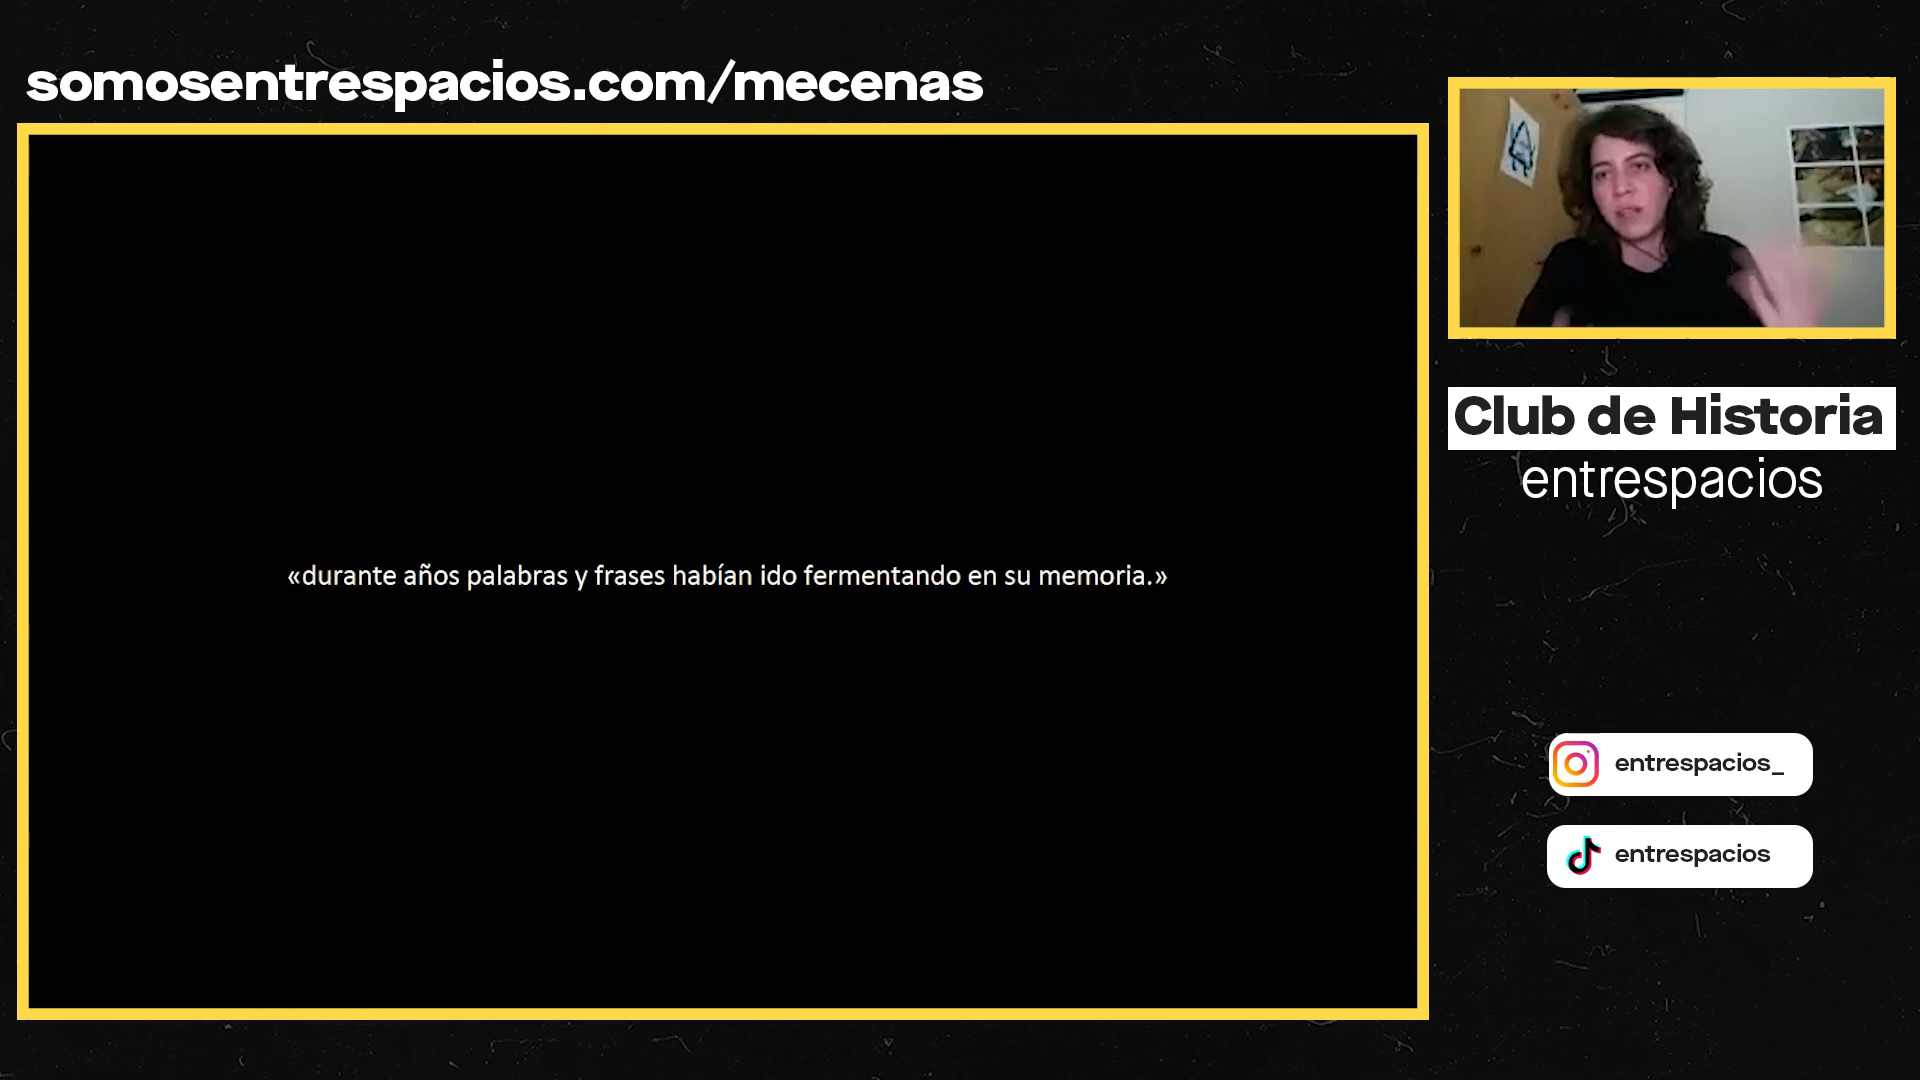 somosentrespacios.com/mecenas
«durante años palabras y frases habían ido fermentando en su memoria.»
Club de Historia
entrespacios
entrespacios_
entrespacios